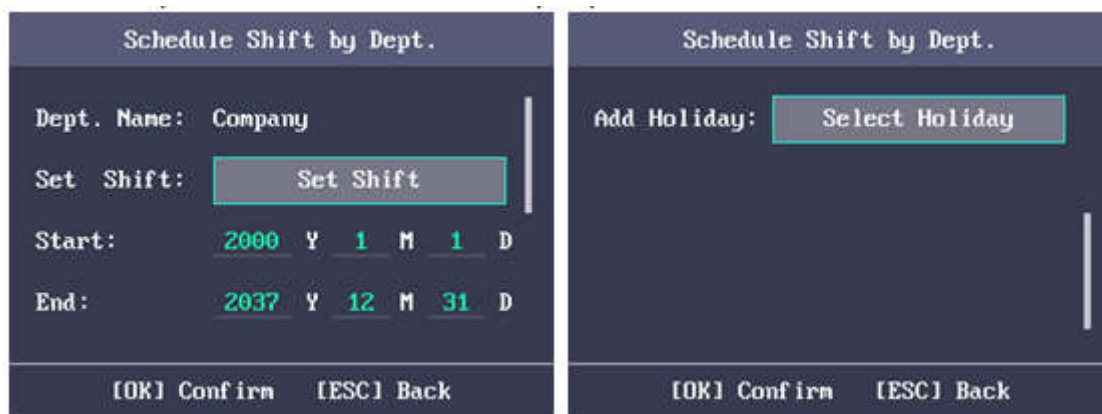 Schedule Shift by Dept.
Dept. Name: Company
Set Shift: Set Shift
Start: 2000 Y 1 M 1 D
End: 2037 Y 12 M 31 D
[OK] Confirm [ESC] Back
Schedule Shift by Dept.
Add Holiday: Select Holiday
[OK] Confirm [ESC] Back